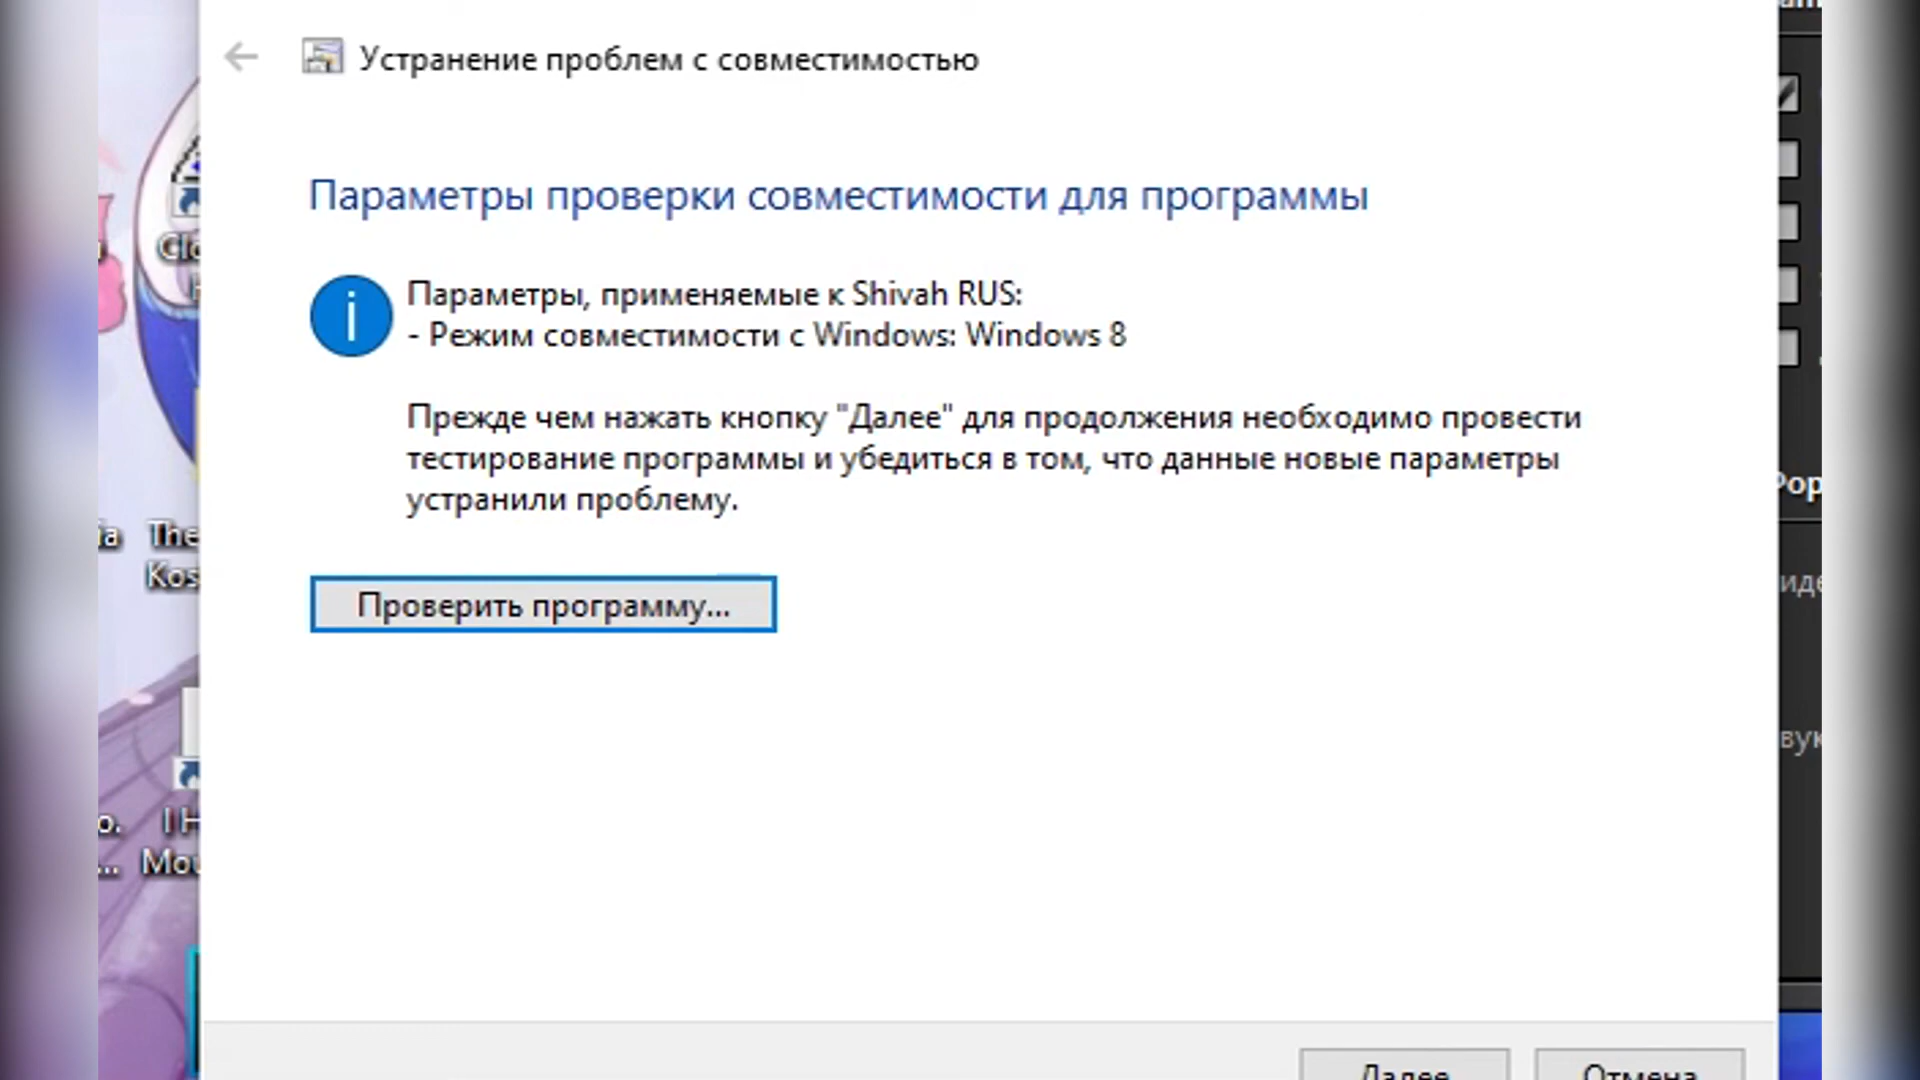 Устранение проблем с совместимостью
Параметры проверки совместимости для программы
Параметры, применяемые к Shivah RUS:
- Режим совместимости с Windows: Windows 8
Прежде чем нажать кнопку "Далее" для продолжения необходимо провести
тестирование программы и убедиться в том, что данные новые параметры
устранили проблему.
Проверить программу...
The
Kos
I H
Далее
Отмена